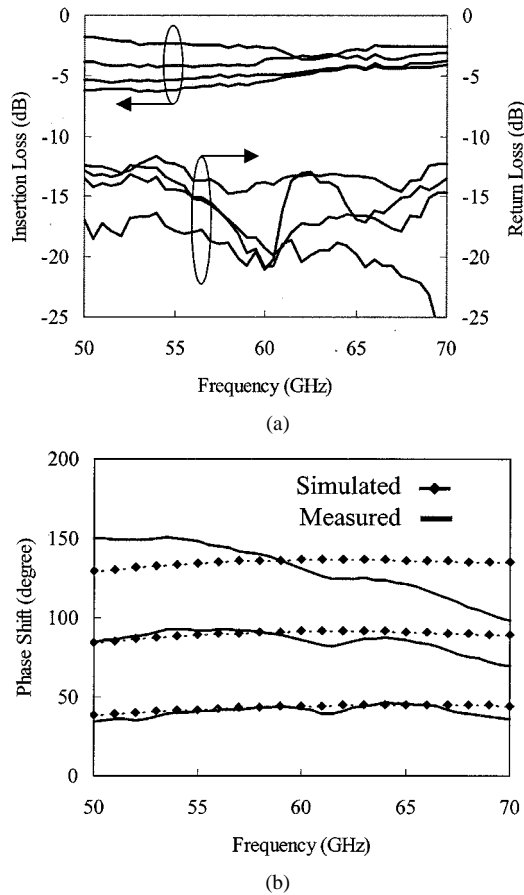 0
-5
-10
-15
-20
-25
Insertion Loss (dB)
0
-5
-10
-15
-20
-25
Return Loss (dB)
50 55 60 65 70
Frequency (GHz)
(a)
200
150
100
50
0
Phase Shift (degree)
Simulated
Measured
50 55 60 65 70
Frequency (GHz)
(b)